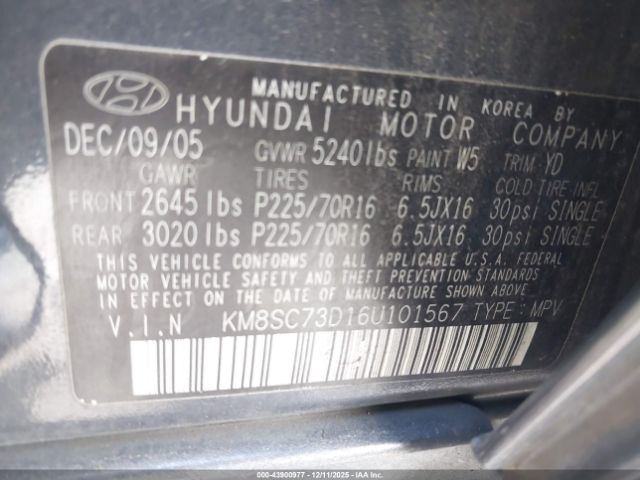 MANUFACTURED IN KOREA BY
HYUNDAI MOTOR COMPANY
DEC/09/05 GVWR 5240lbs PAINT W5 TRIM YD
GAWR TIRES RIMS COLD TIRE INFL
FRONT 2645 lbs P225/70R16 6.5JX16 30psi SINGLE
REAR 3020 lbs P225/70R16 6.5JX16 30psi SINGLE
THIS VEHICLE CONFORMS TO ALL APPLICABLE U.S.A. FEDERAL
MOTOR VEHICLE SAFETY AND THEFT PREVENTION STANDARDS
IN EFFECT ON THE DATE OF MANUFACTURE SHOWN ABOVE.
V.I.N KM8SC73D16U101567 TYPE : MPV
000-43900977 - 12/11/2025 - IAAI.COM